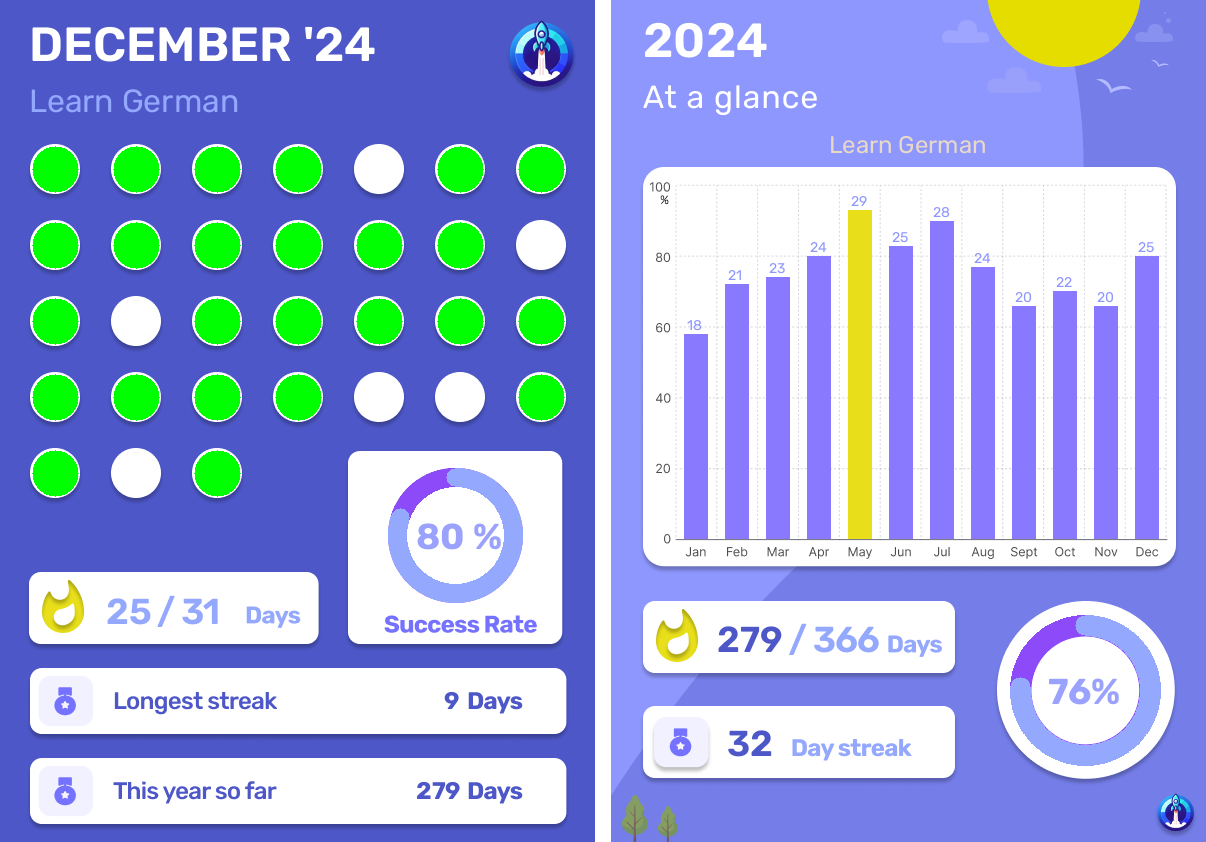 DECEMBER '24
Learn German
80 %
Success Rate
25 / 31 Days
Longest streak 9 Days
This year so far 279 Days
2024
At a glance
Learn German
100
%
80
60
40
20
0
18 21 23 24 29 25 28 24 20 22 20 25
Jan Feb Mar Apr May Jun Jul Aug Sept Oct Nov Dec
279 / 366 Days
76%
32 Day streak